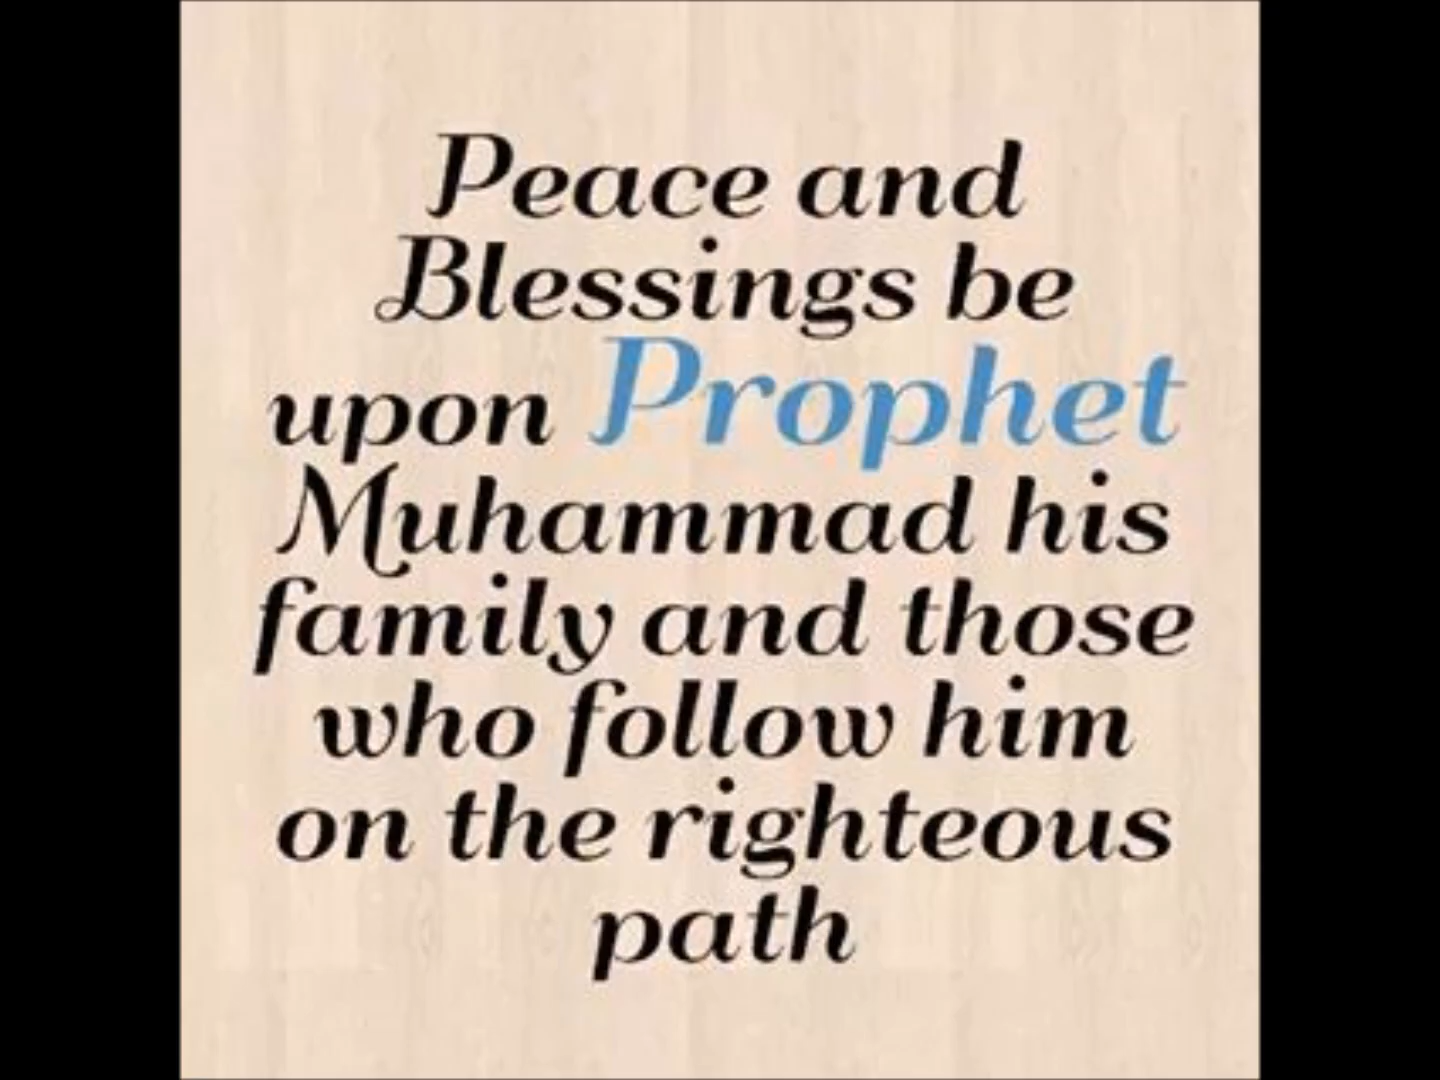 Peace and
Blessings be
upon Prophet
Muhammad his
family and those
who follow him
on the righteous
path